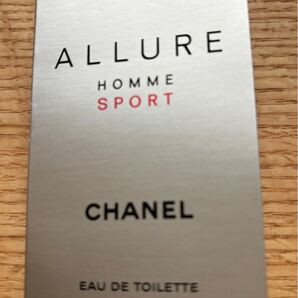 ALLURE
HOMME
SPORT
CHANEL
EAU DE TOILETTE